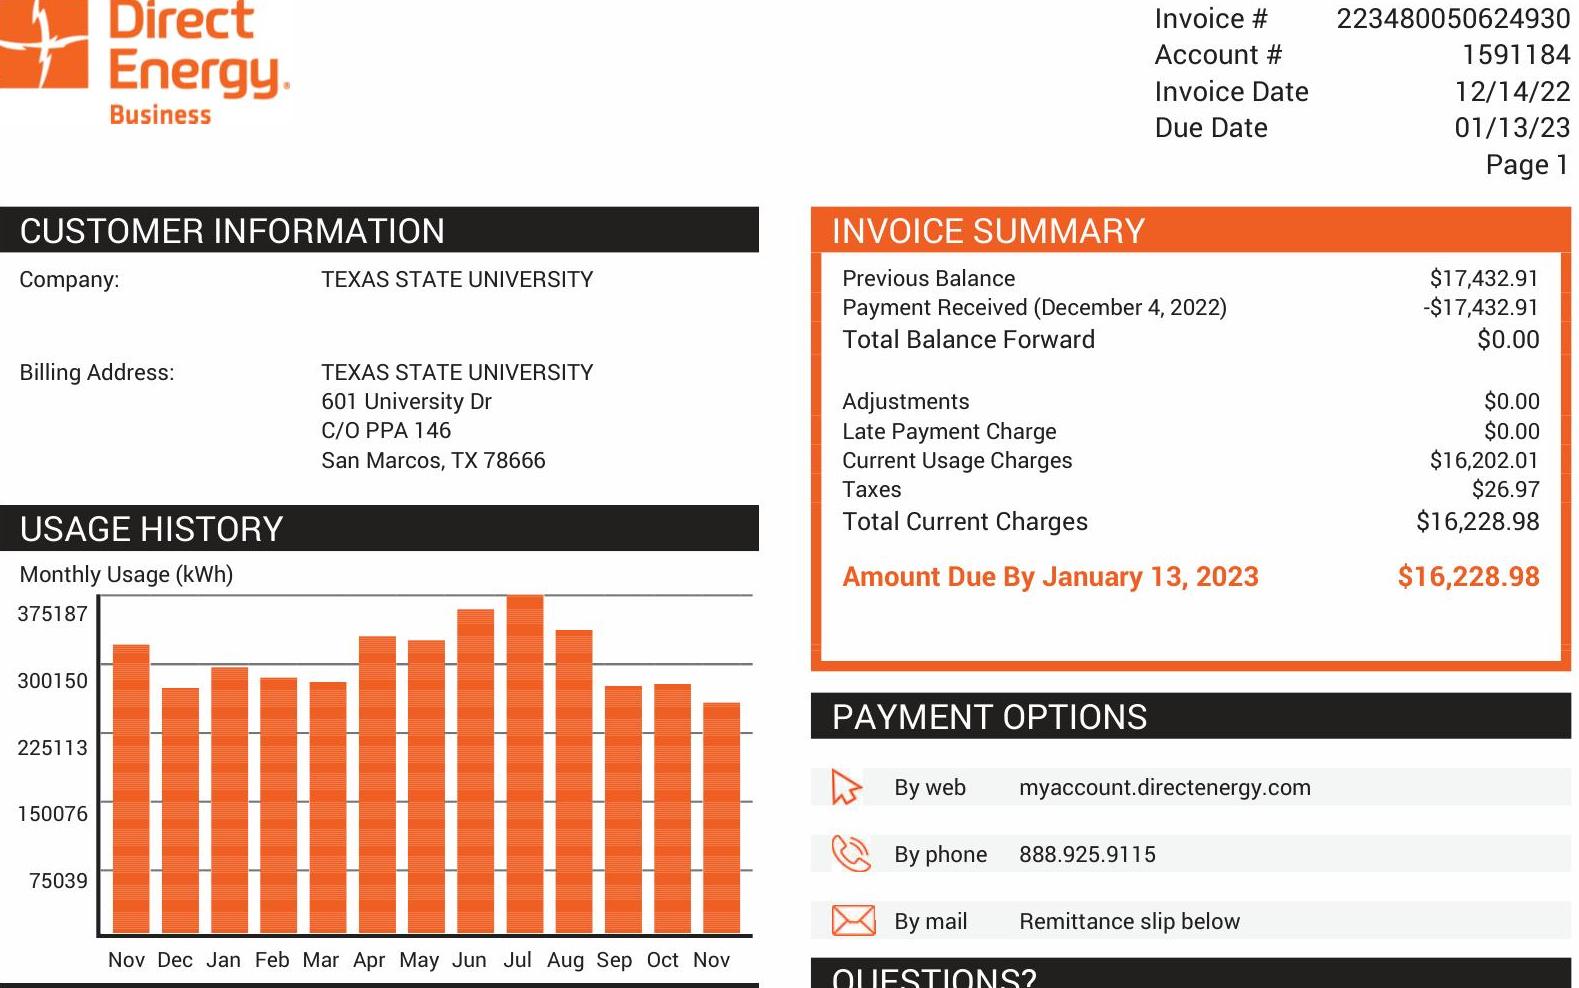 Direct
Energy®
Business
Invoice # 223480050624930
Account # 1591184
Invoice Date 12/14/22
Due Date 01/13/23
Page 1
CUSTOMER INFORMATION
Company: TEXAS STATE UNIVERSITY
Billing Address: TEXAS STATE UNIVERSITY
601 University Dr
C/O PPA 146
San Marcos, TX 78666
USAGE HISTORY
Monthly Usage (kWh)
375187
300150
225113
150076
75039
Nov Dec Jan Feb Mar Apr May Jun Jul Aug Sep Oct Nov
INVOICE SUMMARY
Previous Balance $17,432.91
Payment Received (December 4, 2022) -$17,432.91
Total Balance Forward $0.00
Adjustments $0.00
Late Payment Charge $0.00
Current Usage Charges $16,202.01
Taxes $26.97
Total Current Charges $16,228.98
Amount Due By January 13, 2023 $16,228.98
PAYMENT OPTIONS
By web myaccount.directenergy.com
By phone 888.925.9115
By mail Remittance slip below
QUESTIONS?